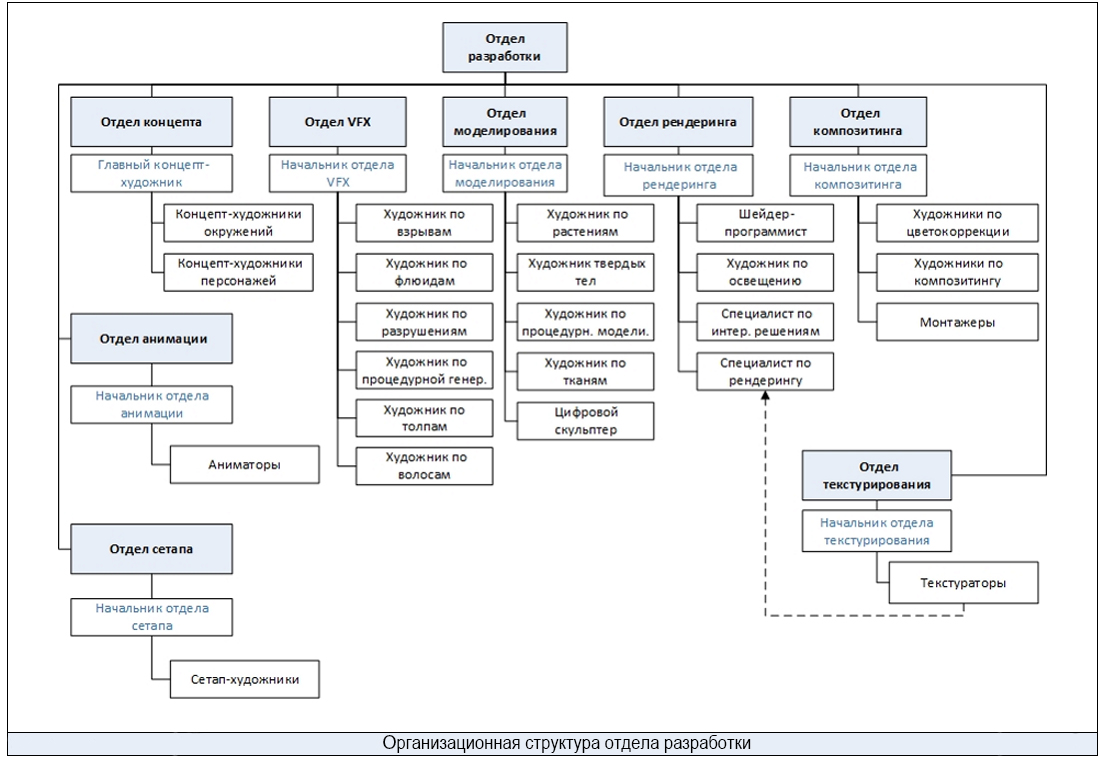 Отдел
разработки
Отдел концепта
Главный концепт-
художник
Концепт-художники
окружений
Концепт-художники
персонажей
Отдел VFX
Начальник отдела
VFX
Художник по
взрывам
Художник по
флюидам
Художник по
разрушениям
Художник по
процедурной генер.
Художник по
толпам
Художник по
волосам
Отдел
моделирования
Начальник отдела
моделирования
Художник по
растениям
Художник твердых
тел
Художник по
процедурн. модели.
Художник по
тканям
Цифровой
скульптер
Отдел рендеринга
Начальник отдела
рендеринга
Шейдер-
программист
Художник по
освещению
Специалист по
интер. решениям
Специалист по
рендерингу
Отдел
композитинга
Начальник отдела
композитинга
Художники по
цветокоррекции
Художники по
композитингу
Монтажеры
Отдел анимации
Начальник отдела
анимации
Аниматоры
Отдел сетапа
Начальник отдела
сетапа
Сетап-художники
Отдел
текстурирования
Начальник отдела
текстурирования
Текстураторы
Организационная структура отдела разработки